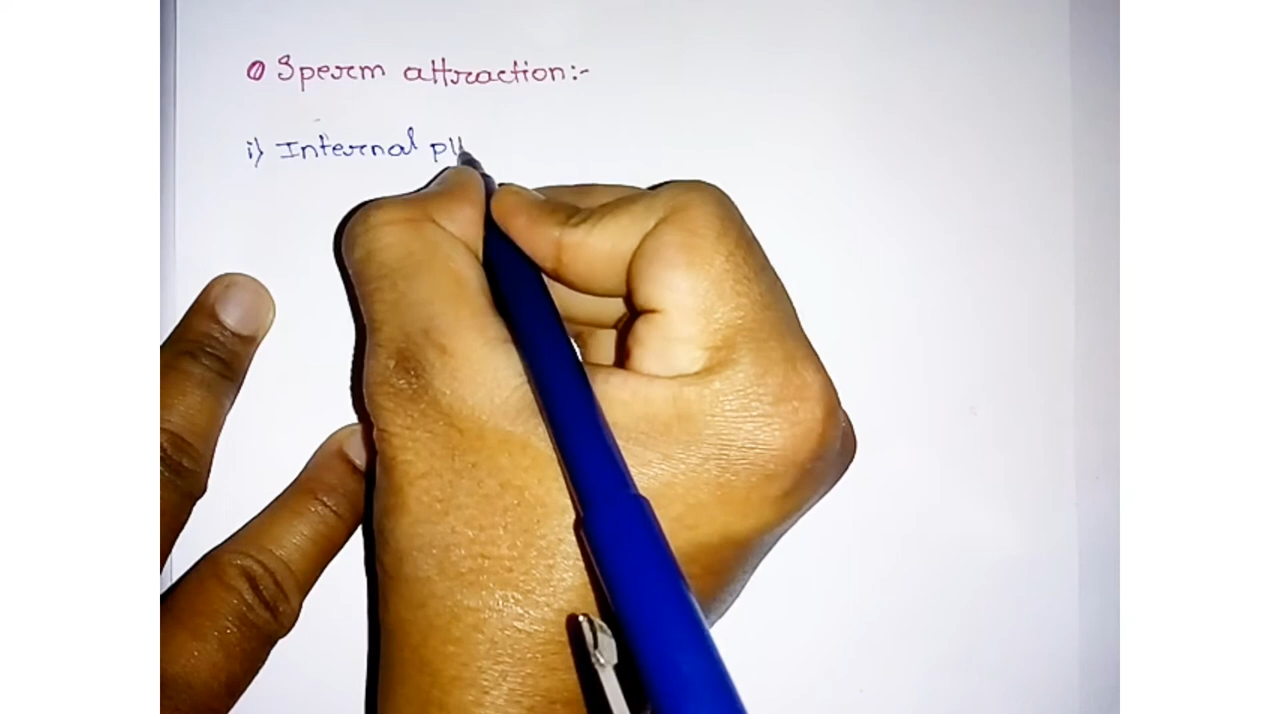 Sperm attraction:-
i) Internal